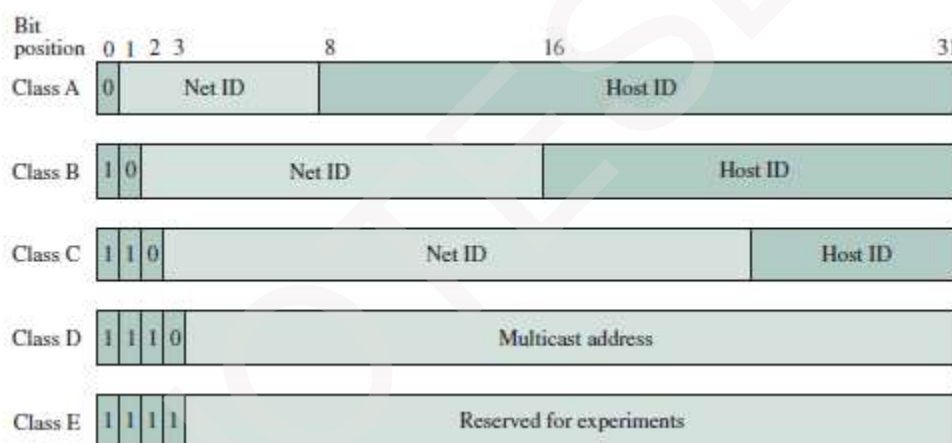 Bit
position 0 1 2 3 8 16 3
Class A 0 Net ID Host ID
Class B 1 0 Net ID Host ID
Class C 1 1 0 Net ID Host ID
Class D 1 1 1 0 Multicast address
Class E 1 1 1 1 Reserved for experiments